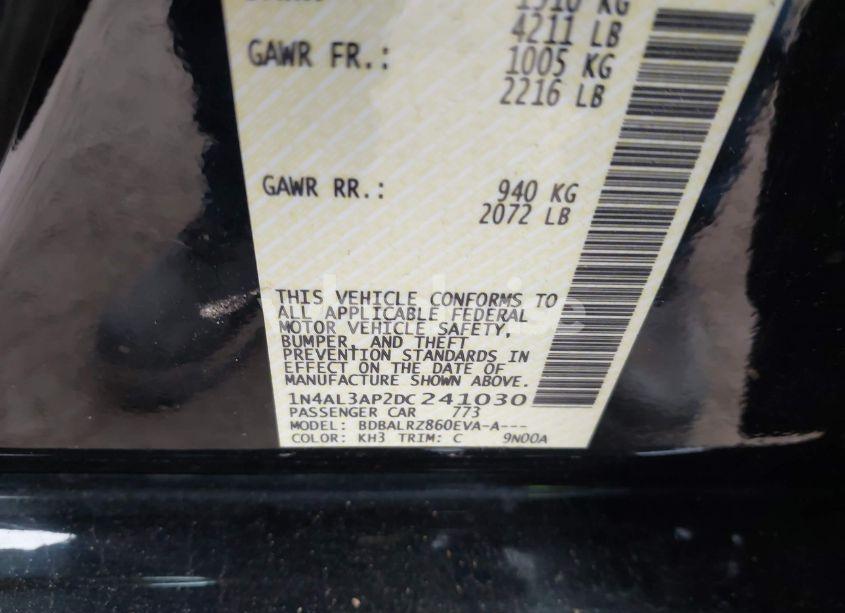 1910 KG
4211 LB
GAWR FR.: 1005 KG
2216 LB
GAWR RR.: 940 KG
2072 LB
THIS VEHICLE CONFORMS TO
ALL APPLICABLE FEDERAL
MOTOR VEHICLE SAFETY,
BUMPER, AND THEFT
PREVENTION STANDARDS IN
EFFECT ON THE DATE OF
MANUFACTURE SHOWN ABOVE.
1N4AL3AP2DC241030
PASSENGER CAR 773
MODEL: BDBALRZ860EVA-A---
COLOR: KH3 TRIM: C 9N00A